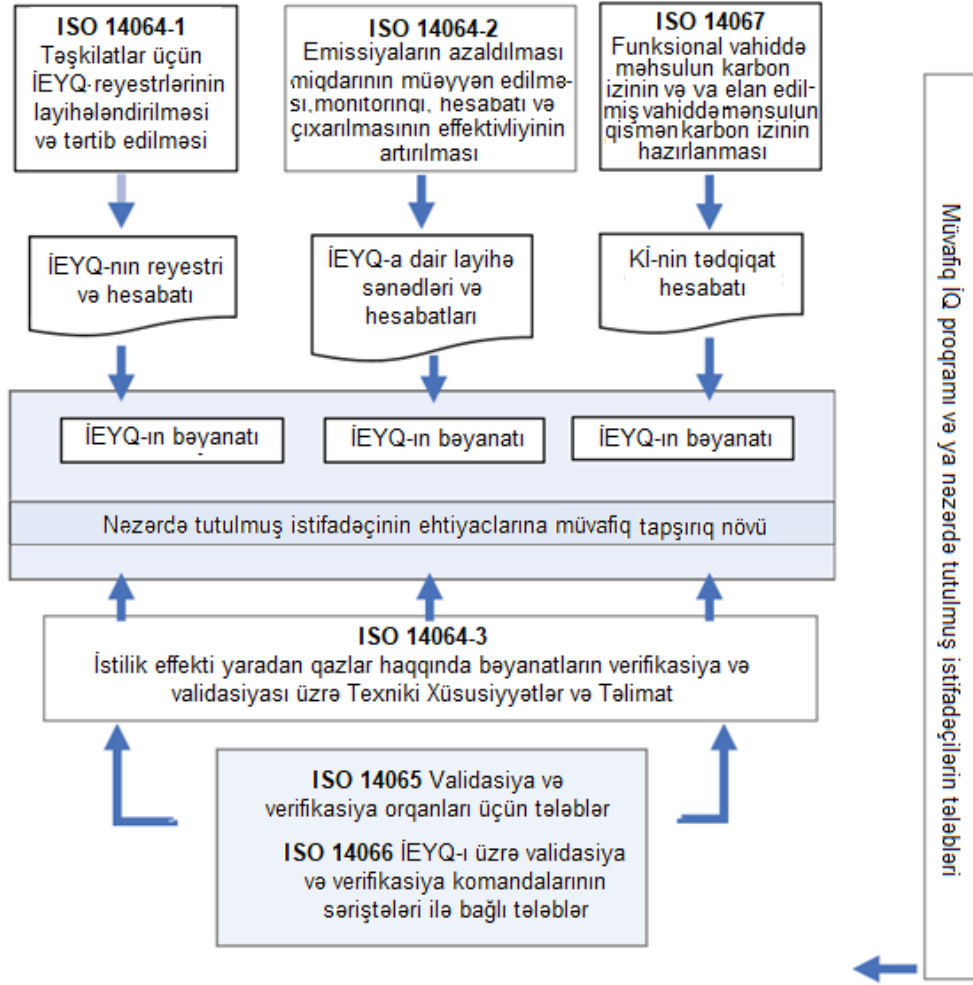 ISO 14064-1
Təşkilatlar üçün
İEYQ-reyestrlərinin
layihələndirilməsi
və tərtib edilməsi
ISO 14064-2
Emissiyaların azaldılması
miqdarının müəyyən edilmə-
si,monitorinqi, hesabatı və
çıxarılmasının effektivliyinin
artırılması
ISO 14067
Funksional vahiddə
məhsulun karbon
izinin və va elan edil-
miş vahiddə mənsulun
qismən karbon izinin
hazırlanması
İEYQ-nın reyestri
və hesabatı
İEYQ-a dair layihə
sənədləri və
hesabatları
Kİ-nin tədqiqat
hesabatı
İEYQ-ın bəyanatı
İEYQ-ın bəyanatı
İEYQ-ın bəyanatı
Nəzərdə tutulmuş istifadəçinin ehtiyaclarına müvafiq tapşırıq növü
ISO 14064-3
İstilik effekti yaradan qazlar haqqında bəyanatların verifikasiya və
validasiyası üzrə Texniki Xüsusiyyətlər və Təlimat
ISO 14065 Validasiya və
verifikasiya orqanları üçün tələblər
ISO 14066 İEYQ-ı üzrə validasiya
və verifikasiya komandalarının
səriştələri ilə bağlı tələblər
Müvafiq İQ proqramı və ya nəzərdə tutulmuş istifadəçilərin tələbləri